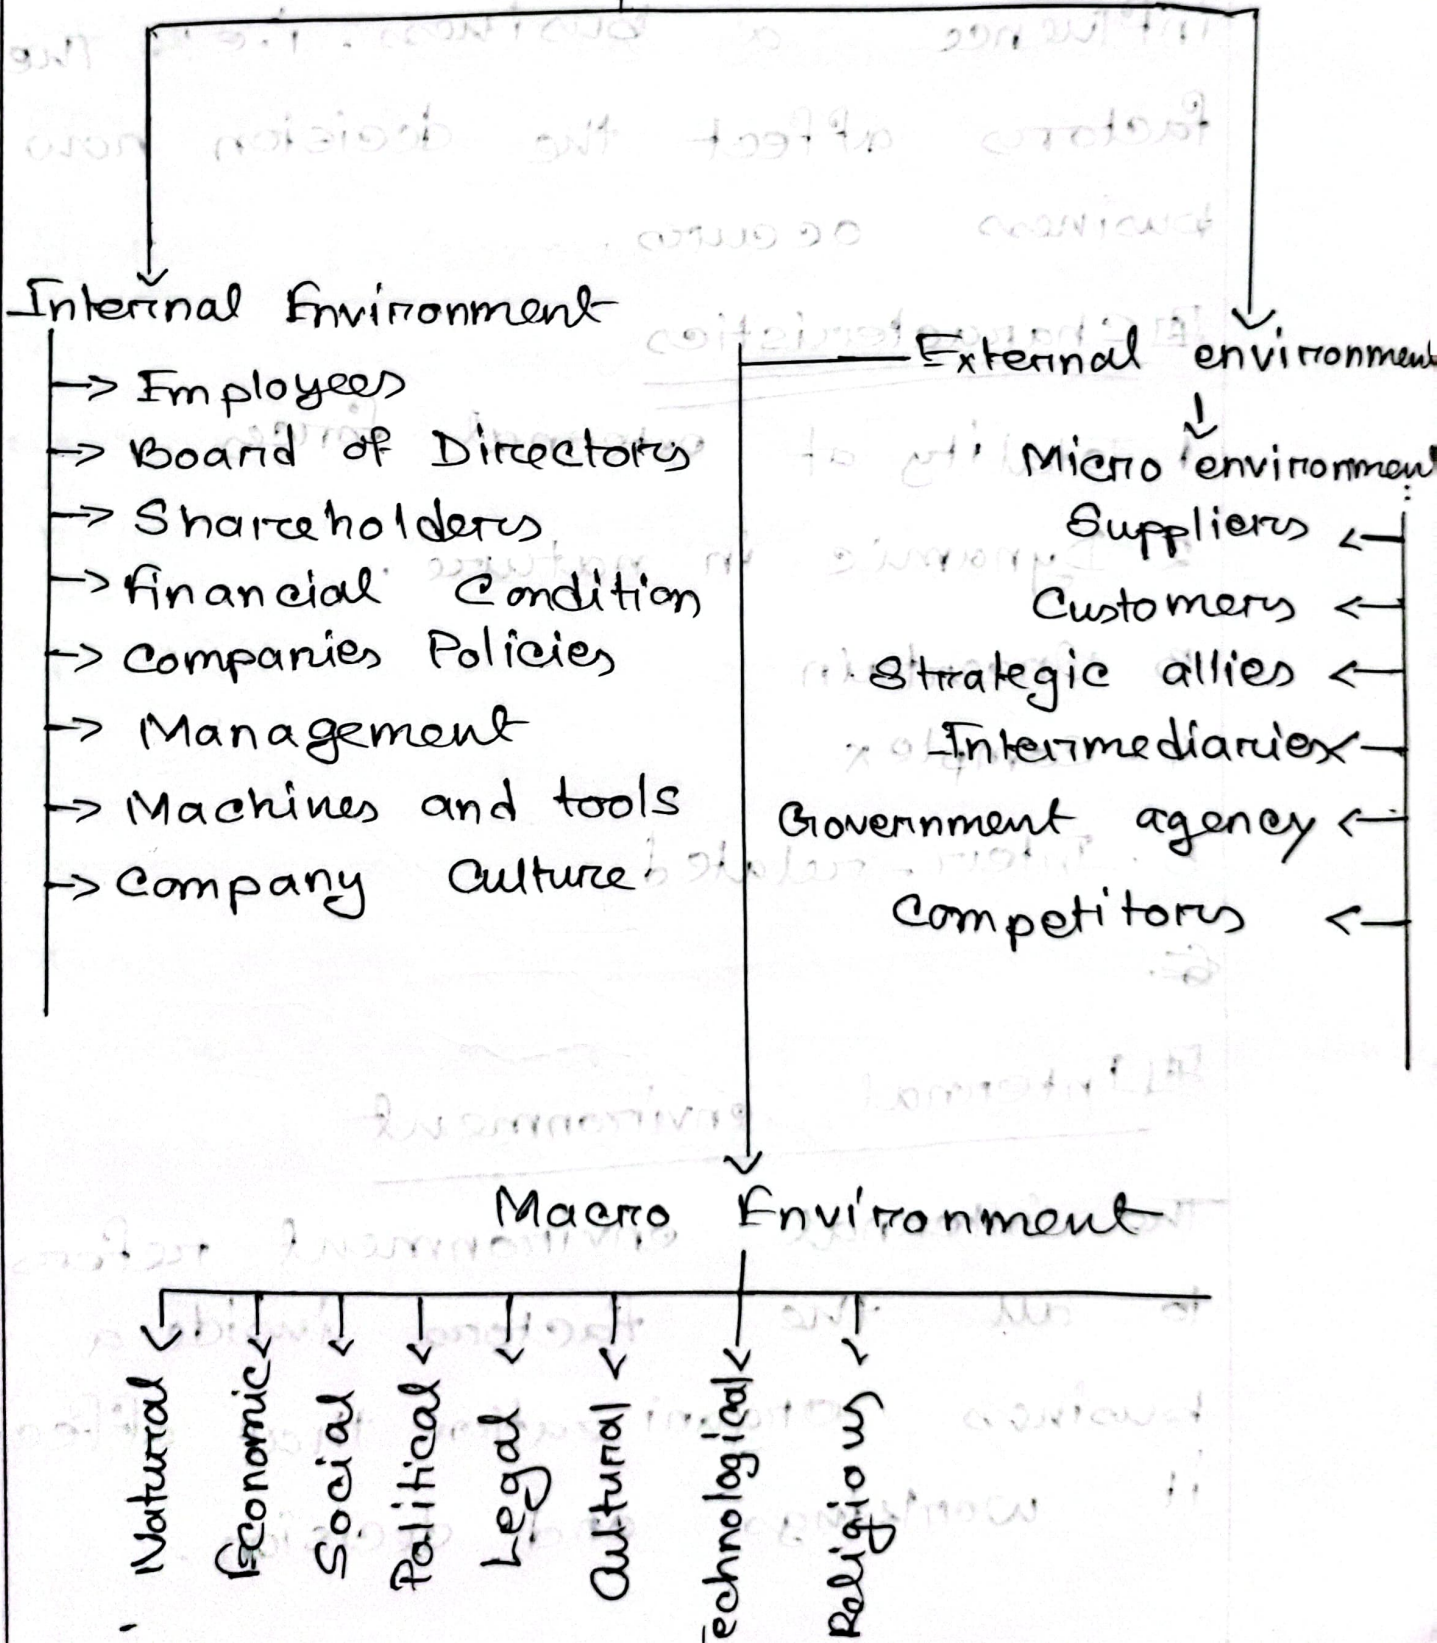 Internal Environment
Employees
Board of Directors
Shareholders
Financial Condition
Companies Policies
Management
Machines and tools
Company Culture
External environment
Micro environment
Suppliers
Customers
Strategic allies
Intermediaries
Government agency
Competitors
Macro Environment
Natural
Economic
Social
Political
Legal
Cultural
Technological
Religious